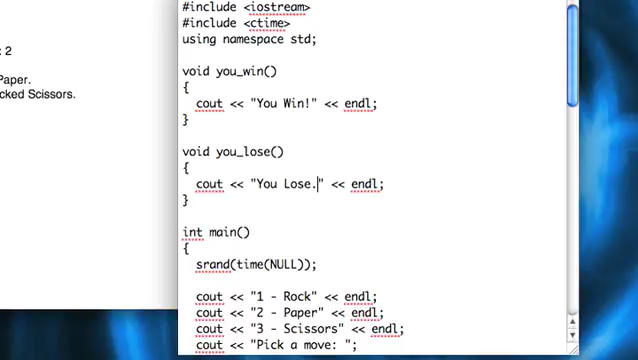 : 2
Paper.
cked Scissors.
#include <iostream>
#include <ctime>
using namespace std;
void you_win()
{
cout << "You Win!" << endl;
}
void you_lose()
{
cout << "You Lose." << endl;
}
int main()
{
srand(time(NULL));
cout << "1 - Rock" << endl;
cout << "2 - Paper" << endl;
cout << "3 - Scissors" << endl;
cout << "Pick a move: ";